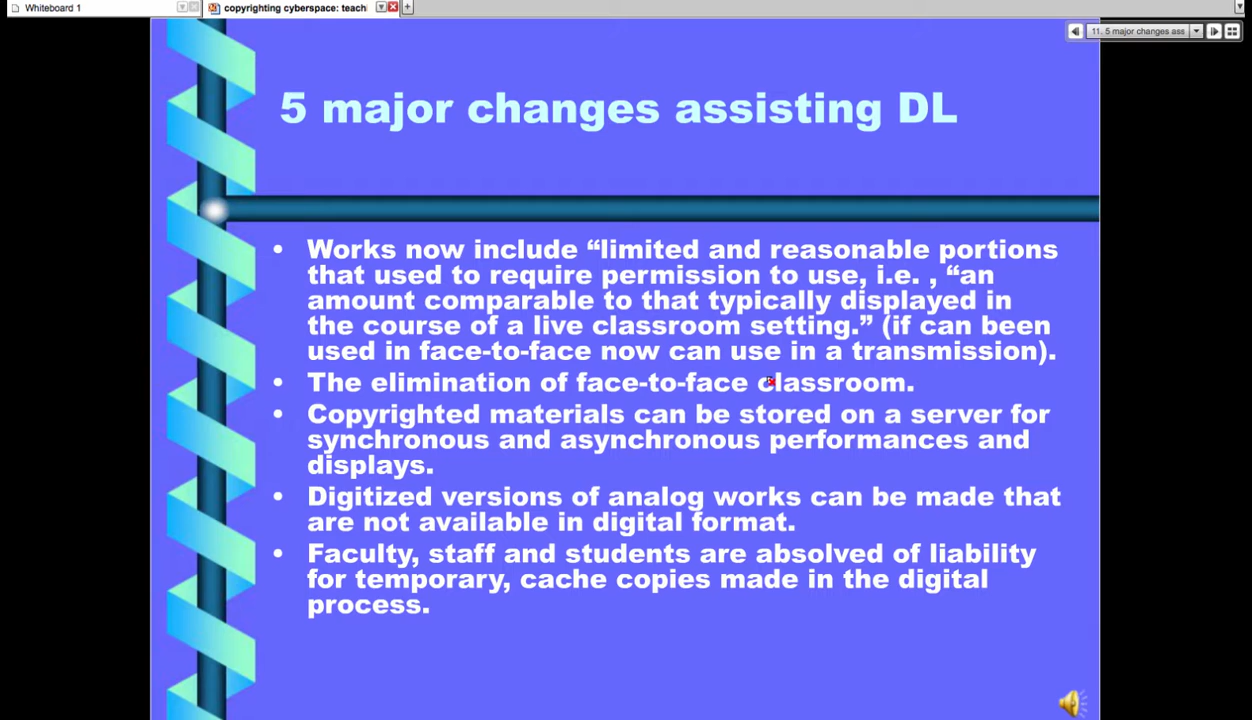 Whiteboard 1
copyrighting cyberspace: teachi
11. 5 major changes ass
5 major changes assisting DL
• Works now include “limited and reasonable portions
that used to require permission to use, i.e. , “an
amount comparable to that typically displayed in
the course of a live classroom setting.” (if can been
used in face-to-face now can use in a transmission).
• The elimination of face-to-face classroom.
• Copyrighted materials can be stored on a server for
synchronous and asynchronous performances and
displays.
• Digitized versions of analog works can be made that
are not available in digital format.
• Faculty, staff and students are absolved of liability
for temporary, cache copies made in the digital
process.